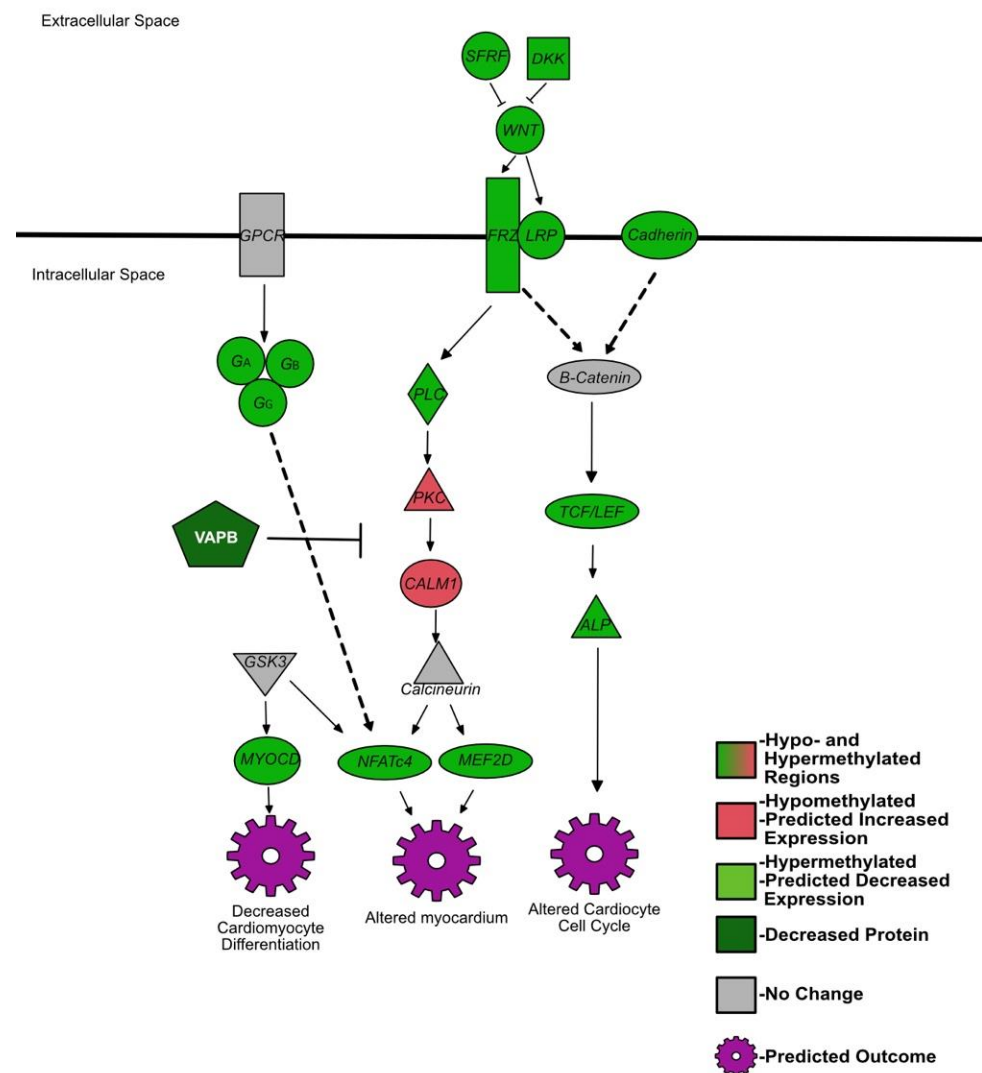 Extracellular Space
SFRF
DKK
WNT
GPCR
FRZ
LRP
Cadherin
Intracellular Space
GA
GB
GG
PLC
B-Catenin
PKC
TCF/LEF
VAPB
CALM1
ALP
GSK3
Calcineurin
MYOCD
NFATc4
MEF2D
Decreased
Cardiomyocyte
Differentiation
Altered myocardium
Altered Cardiocyte
Cell Cycle
-Hypo- and
Hypermethylated
Regions
-Hypomethylated
-Predicted Increased
Expression
-Hypermethylated
-Predicted Decreased
Expression
-Decreased Protein
-No Change
-Predicted Outcome